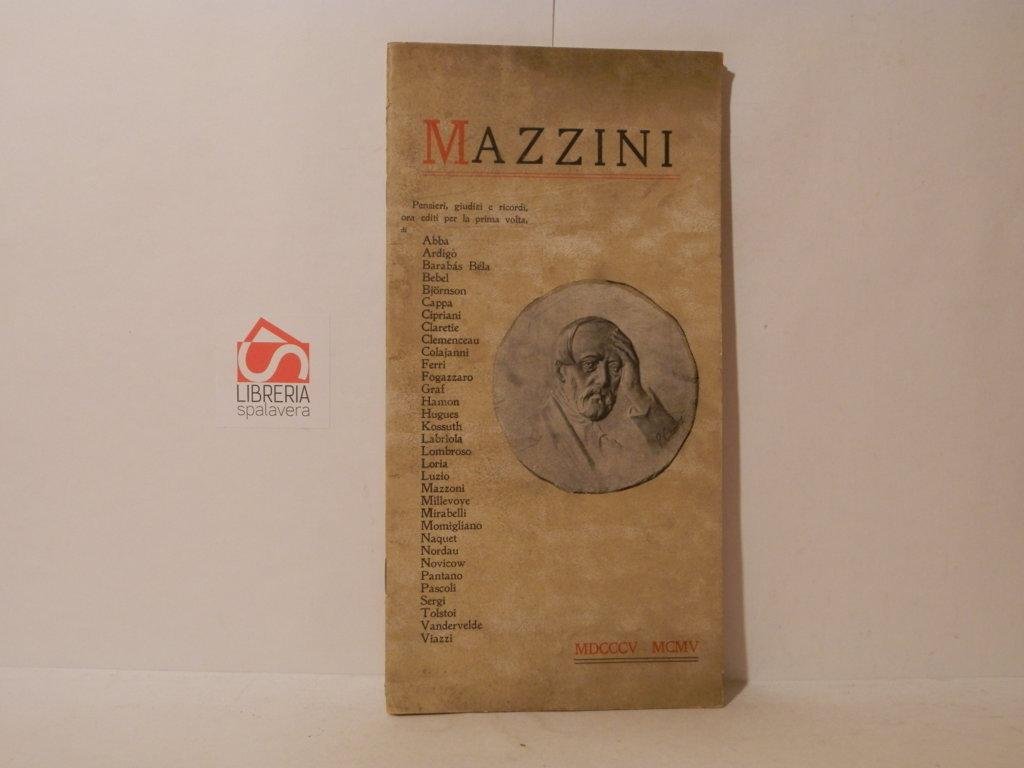 MAZZINI
Pensieri, giudizi e ricordi,
ora editi per la prima volta,
di
Abba
Ardigò
Barabás Béla
Bebel
Björnson
Cappa
Cipriani
Claretie
Clemenceau
Colajanni
Ferri
Fogazzaro
Graf
Hamon
Hugues
Kossuth
Labriola
Lombroso
Loria
Luzio
Mazzoni
Millevoye
Mirabelli
Momigliano
Naquet
Nordau
Novicow
Pantano
Pascoli
Sergi
Tolstoi
Vandervelde
Viazzi
MDCCCV - MCMV
LIBRERIA
spalavera